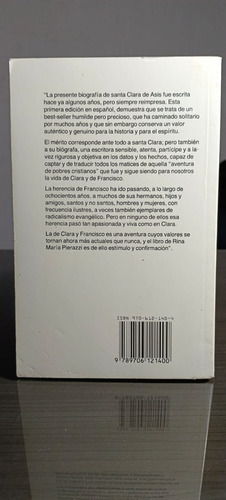 "La presente biografía de santa Clara de Asís fue escrita
hace ya algunos años, pero siempre reimpresa. Esta
primera edición en español, demuestra que se trata de un
best-seller humilde pero precioso, que ha caminado solitario
por muchos años y que sin embargo conserva un valor
auténtico y genuino para la historia y para el espíritu.
El mérito corresponde ante todo a santa Clara; pero también
a su biógrafa, una escritora sensible, atenta, partícipe y a la-
vez rigurosa y objetiva en los datos y los hechos, capaz de
captar y de traducir todos los matices de aquella "aventura
de pobres cristianos" que fue y sigue siendo para nosotros
la vida de Clara y de Francisco.
La herencia de Francisco ha ido pasando, a lo largo de
ochocientos años, a muchos de sus hermanos, hijos y
amigos, santos y no santos, hombres y mujeres, con
frecuencia ilustres, a veces también ejemplares de
radicalismo evangélico. Pero en ninguno de ellos esa
herencia pasó tan apasionada y viva como en Clara.
La de Clara y Francisco es una aventura cuyos valores se
tornan ahora más actuales que nunca, y el libro de Rina
María Pierazzi es de ello estímulo y confirmación".
ISBN 970-612-140-4
9 789706 121400